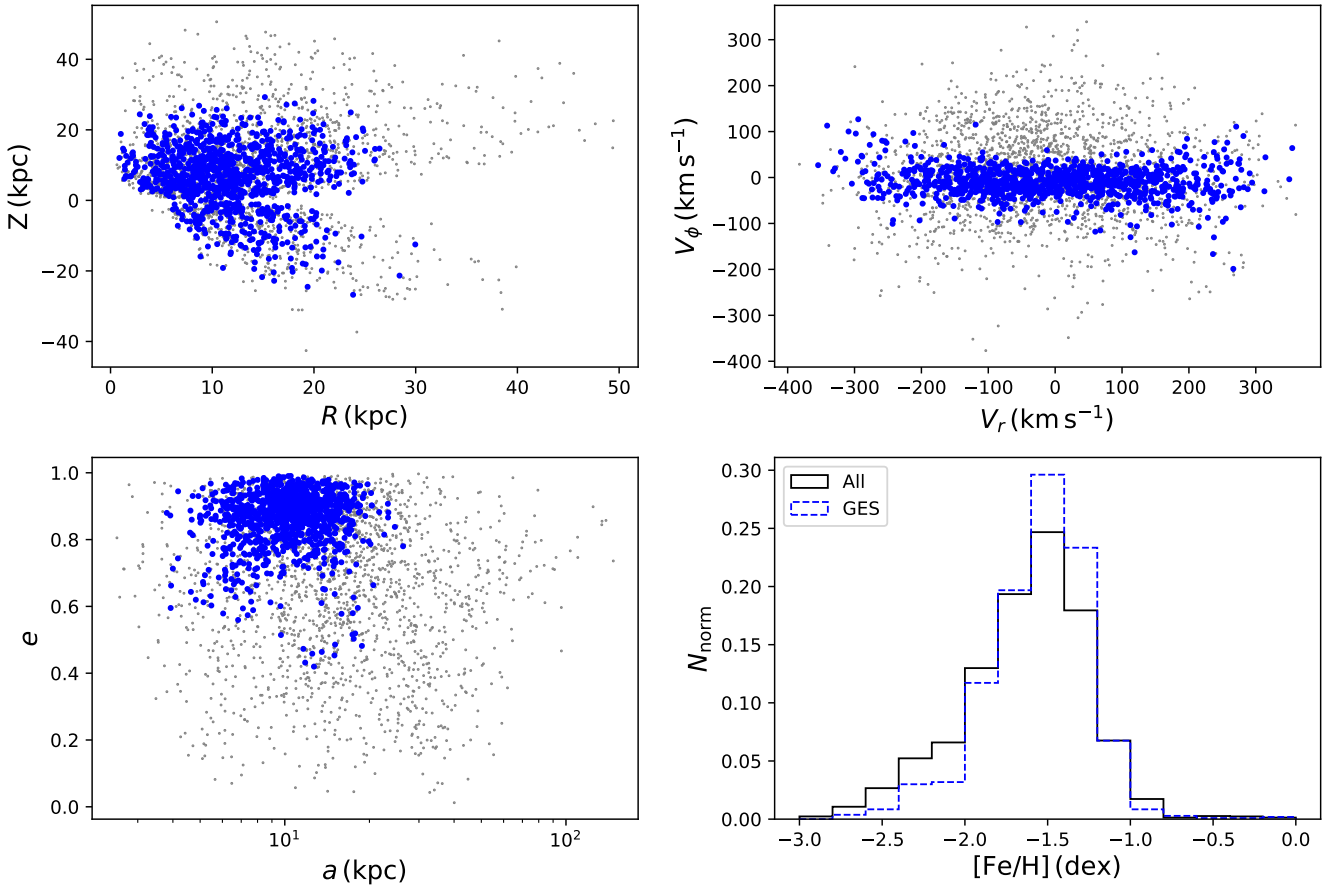 40
20
0
−20
−40
Z (kpc)
0 10 20 30 40 50
R (kpc)
300
200
100
0
−100
−200
−300
−400
V_ϕ (km s⁻¹)
−400 −300 −200 −100 0 100 200 300
V_r (km s⁻¹)
1.0
0.8
0.6
0.4
0.2
0.0
e
10¹ 10²
a (kpc)
All
GES
0.30
0.25
0.20
0.15
0.10
0.05
0.00
N_norm
−3.0 −2.5 −2.0 −1.5 −1.0 −0.5 0.0
[Fe/H] (dex)